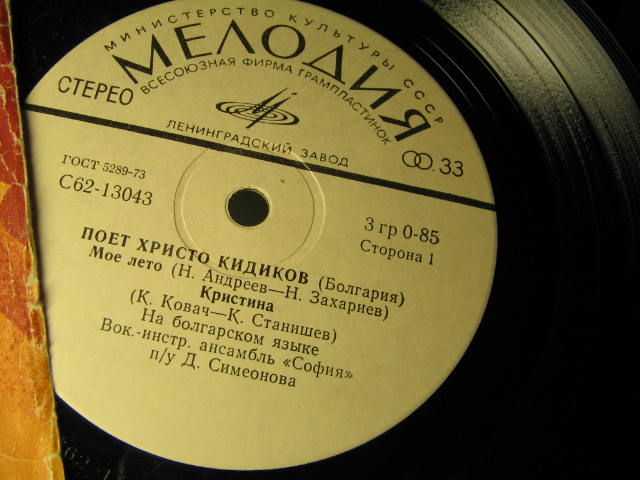 МИНИСТЕРСТВО КУЛЬТУРЫ СССР
МЕЛОДИЯ
ВСЕСОЮЗНАЯ ФИРМА ГРАМПЛАСТИНОК
СТЕРЕО
ЛЕНИНГРАДСКИЙ ЗАВОД
33
ГОСТ 5289-73
С62-13043
3 гр 0-85
Сторона 1
ПОЕТ ХРИСТО КИДИКОВ (Болгария)
Мое лето (Н. Андреев—Н. Захариев)
Кристина
(К. Ковач—К. Станишев)
На болгарском языке
Вок.-инстр. ансамбль «София»
п/у Д. Симеонова